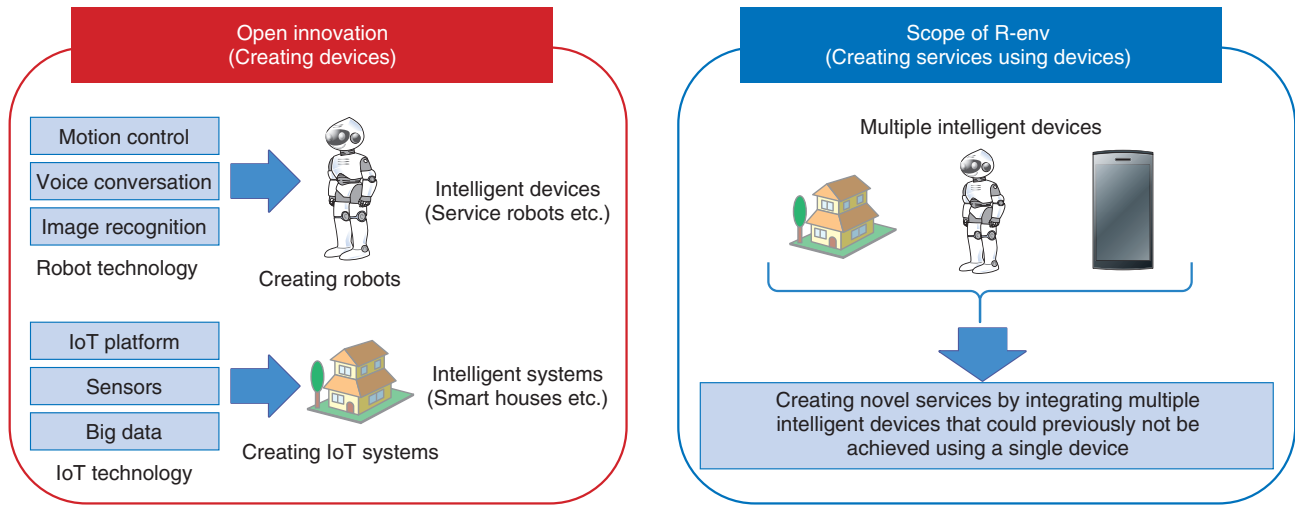 Open innovation
(Creating devices)
Motion control
Voice conversation
Image recognition
Robot technology
Creating robots
Intelligent devices
(Service robots etc.)
IoT platform
Sensors
Big data
IoT technology
Creating IoT systems
Intelligent systems
(Smart houses etc.)
Scope of R-env
(Creating services using devices)
Multiple intelligent devices
Creating novel services by integrating multiple
intelligent devices that could previously not be
achieved using a single device